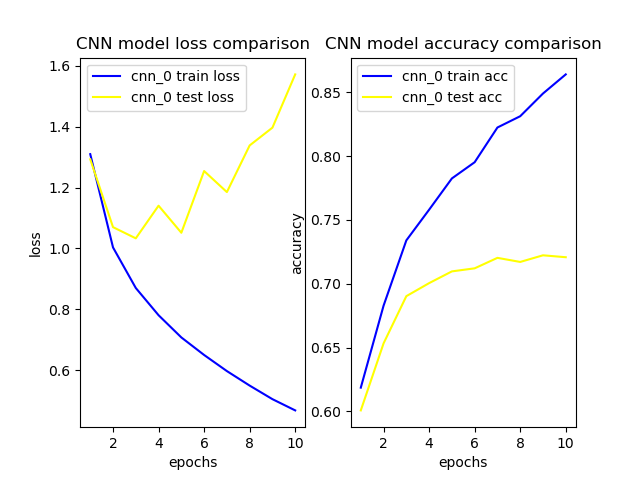 CNN model loss comparison
cnn_0 train loss
cnn_0 test loss
1.6
1.4
1.2
1.0
0.8
0.6
loss
2 4 6 8 10
epochs
CNN model accuracy comparison
cnn_0 train acc
cnn_0 test acc
0.85
0.80
0.75
0.70
0.65
0.60
accuracy
2 4 6 8 10
epochs